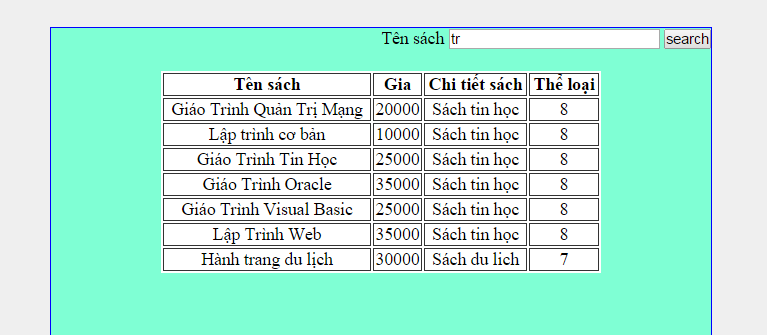 Tên sách tr search
Tên sách Gia Chi tiết sách Thể loại
Giáo Trình Quản Trị Mạng 20000 Sách tin học 8
Lập trình cơ bản 10000 Sách tin học 8
Giáo Trình Tin Học 25000 Sách tin học 8
Giáo Trình Oracle 35000 Sách tin học 8
Giáo Trình Visual Basic 25000 Sách tin học 8
Lập Trình Web 35000 Sách tin học 8
Hành trang du lịch 30000 Sách du lich 7